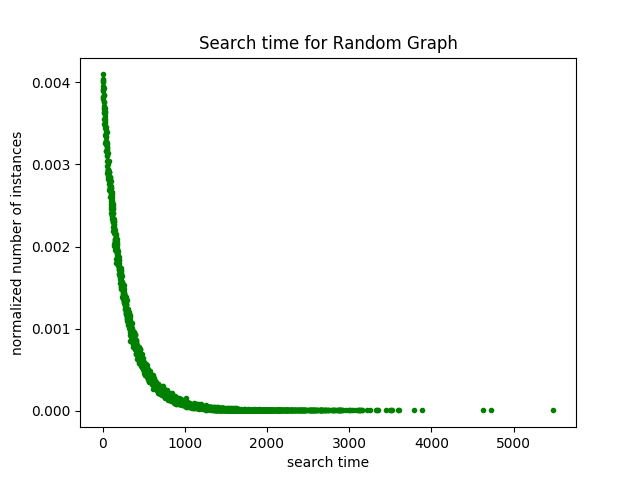 Search time for Random Graph
normalized number of instances
0.004
0.003
0.002
0.001
0.000
0 1000 2000 3000 4000 5000
search time